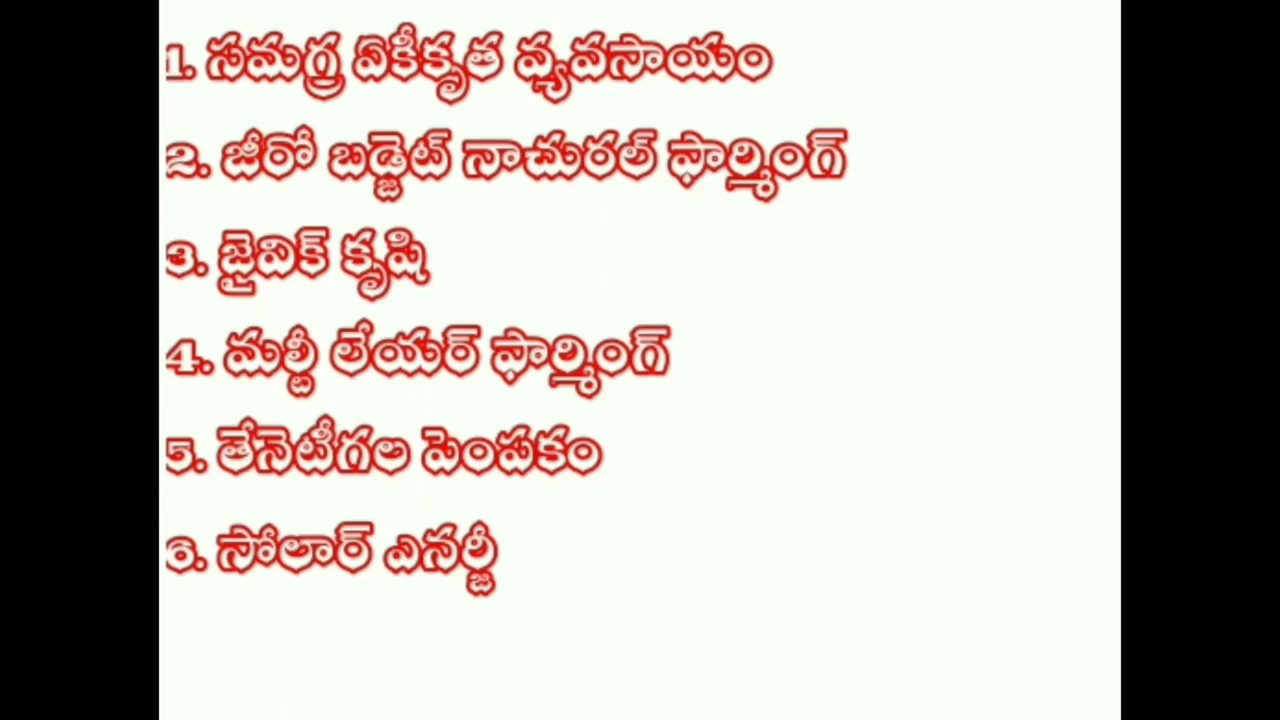 1. సమగ్ర ఏకీకృత వ్యవసాయం
2. జీరో బడ్జెట్ నాచురల్ ఫార్మింగ్
3. జైవిక్ కృషి
4. మల్టీ లేయర్ ఫార్మింగ్
5. తేనెటీగల పెంపకం
6. సోలార్ ఎనర్జీ